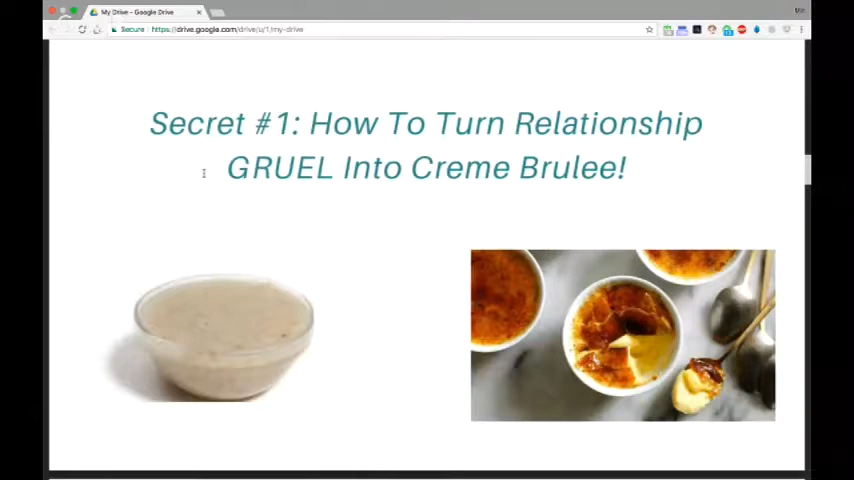 My Drive - Google Drive
Secure https://drive.google.com/drive/u/1/my-drive
Secret #1: How To Turn Relationship
GRUEL Into Creme Brulee!